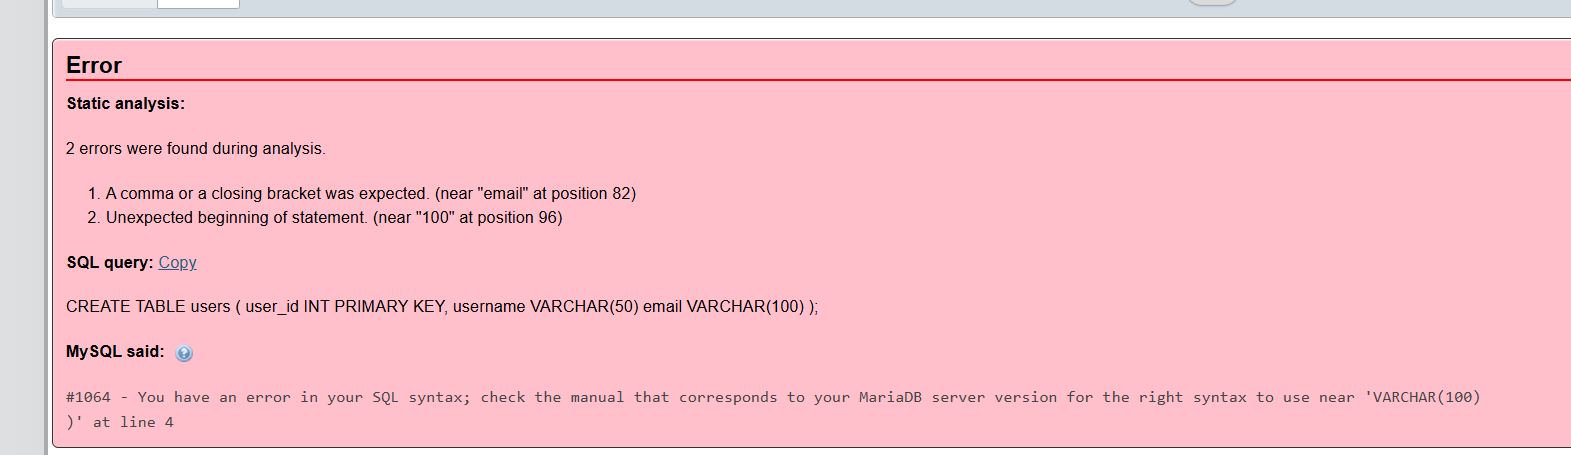 Error
Static analysis:
2 errors were found during analysis.
1. A comma or a closing bracket was expected. (near "email" at position 82)
2. Unexpected beginning of statement. (near "100" at position 96)
SQL query: Copy
CREATE TABLE users ( user_id INT PRIMARY KEY, username VARCHAR(50) email VARCHAR(100) );
MySQL said:
#1064 - You have an error in your SQL syntax; check the manual that corresponds to your MariaDB server version for the right syntax to use near 'VARCHAR(100)
)' at line 4